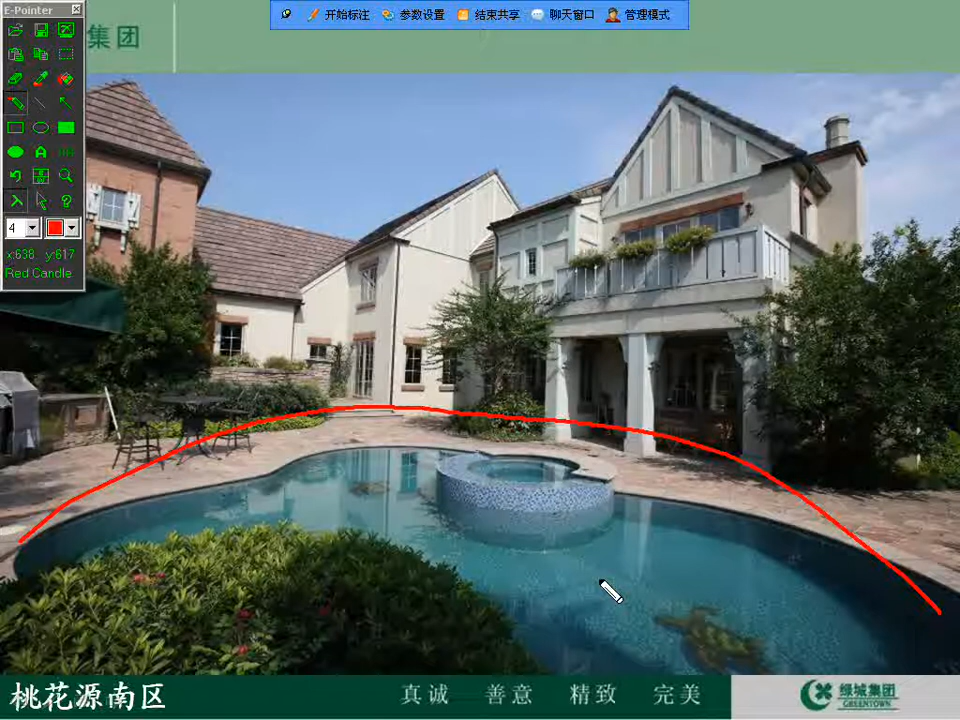 E-Pointer
开始标注 参数设置 结束共享 聊天窗口 管理模式
集团
4
x:638 y:617
Red Candle
桃花源南区
真诚 善意 精致 完美
绿城集团
GREENTOWN